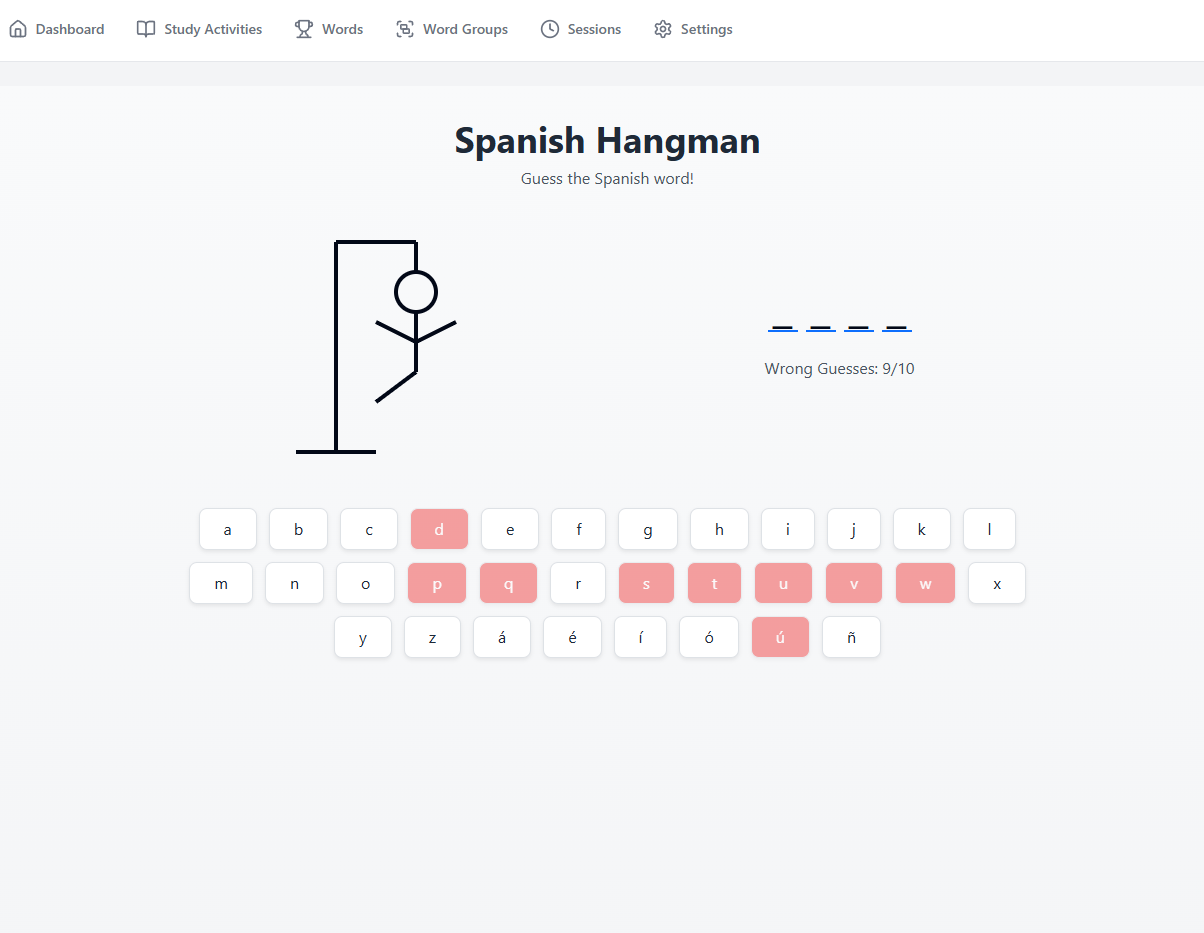 Dashboard Study Activities Words Word Groups Sessions Settings
Spanish Hangman
Guess the Spanish word!
_ _ _ _
Wrong Guesses: 9/10
a b c d e f g h i j k l
m n o p q r s t u v w x
y z á é í ó ú ñ